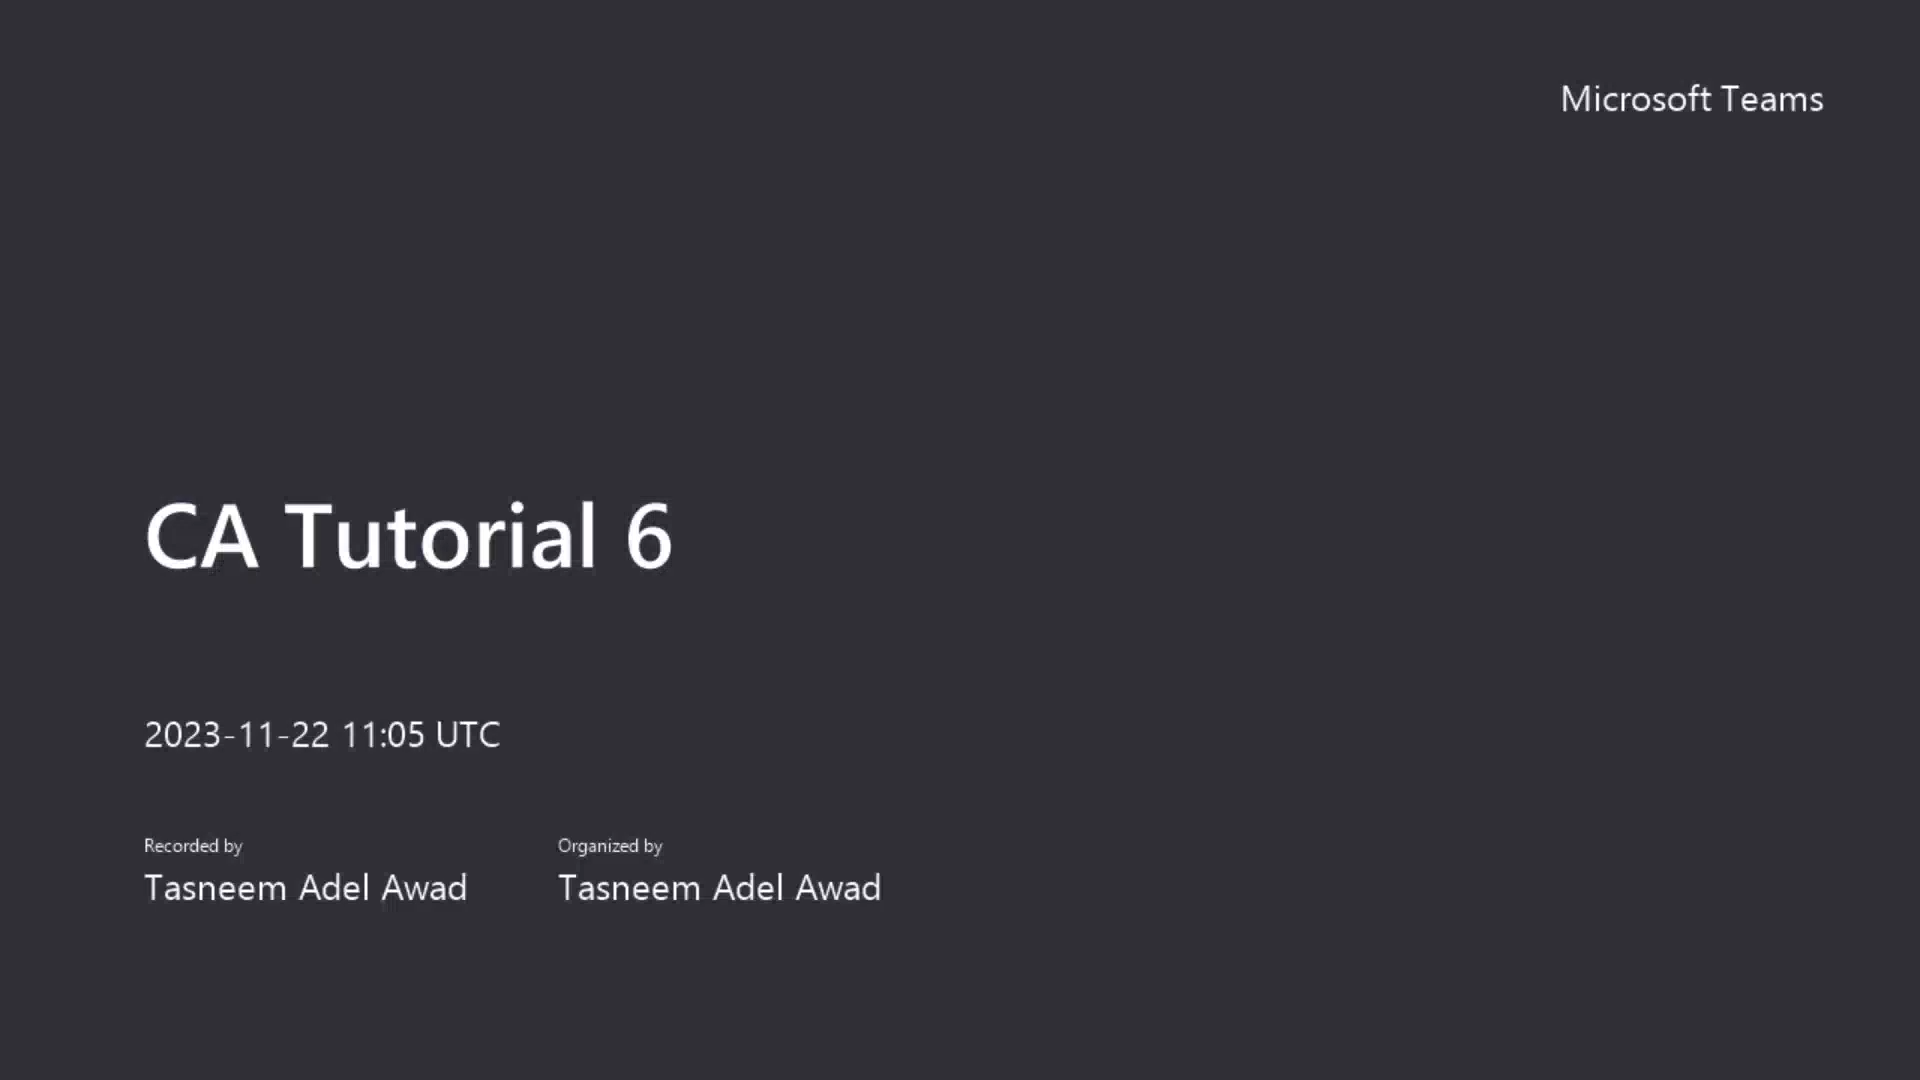 Microsoft Teams
CA Tutorial 6
2023-11-22 11:05 UTC
Recorded by
Tasneem Adel Awad
Organized by
Tasneem Adel Awad